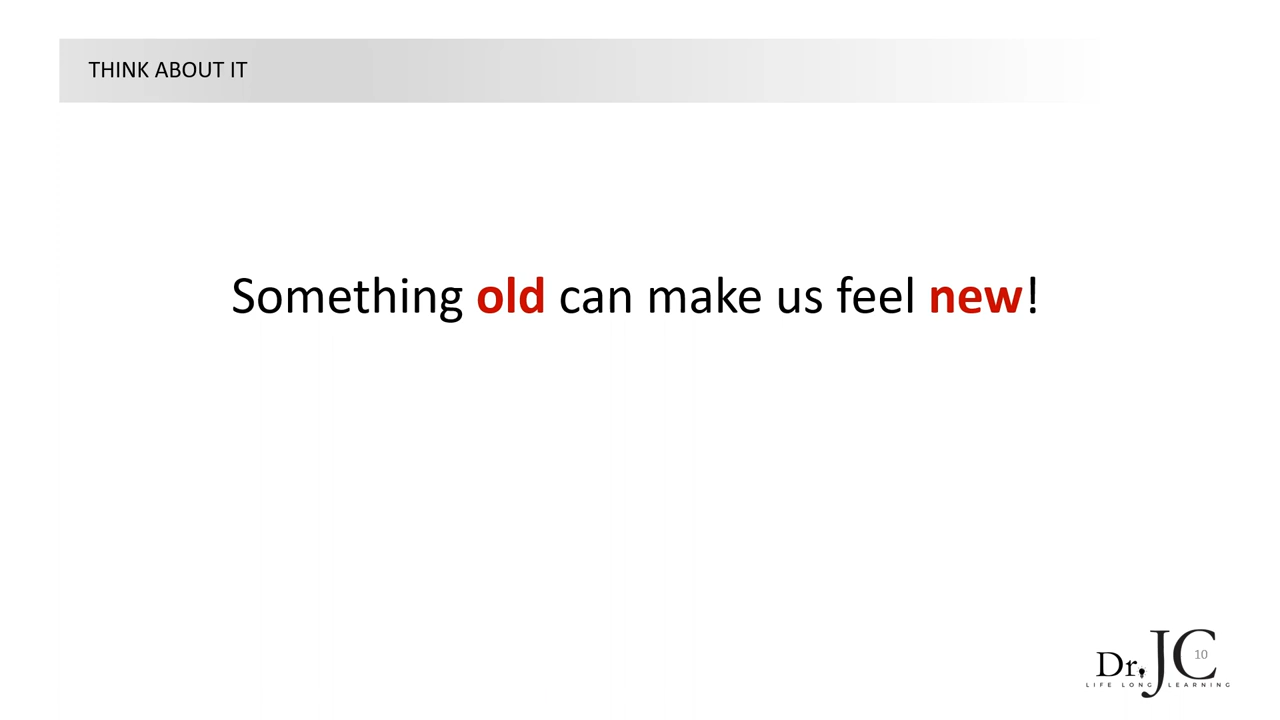 THINK ABOUT IT
Something old can make us feel new!
Dr. JC
10
LIFE LONG LEARNING